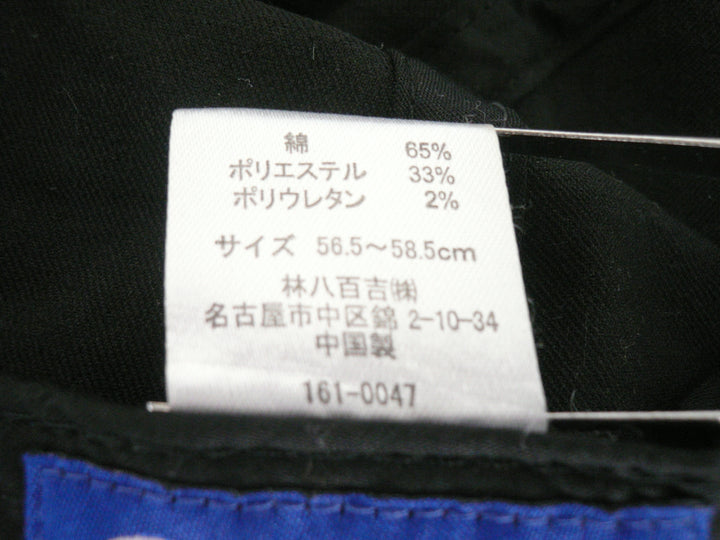 綿 65%
ポリエステル 33%
ポリウレタン 2%
サイズ 56.5～58.5cm
林八百吉㈱
名古屋市中区錦 2-10-34
中国製
161-0047